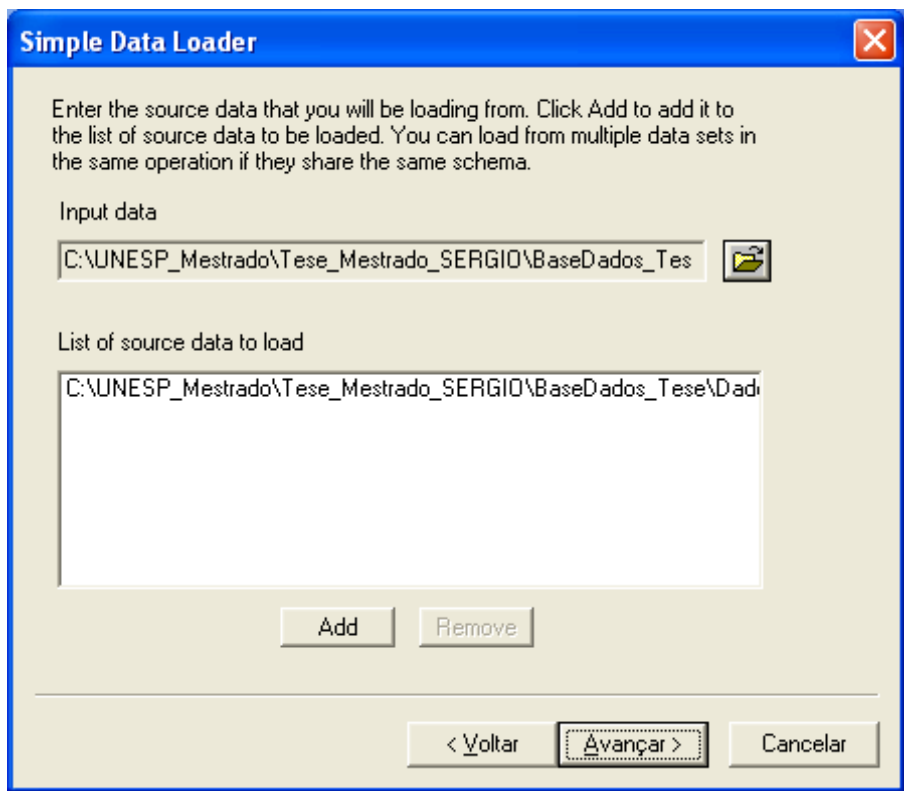 Simple Data Loader
Enter the source data that you will be loading from. Click Add to add it to
the list of source data to be loaded. You can load from multiple data sets in
the same operation if they share the same schema.
Input data
C:\UNESP_Mestrado\Tese_Mestrado_SERGIO\BaseDados_Tes
List of source data to load
C:\UNESP_Mestrado\Tese_Mestrado_SERGIO\BaseDados_Tese\Dad
Add Remove
< Voltar Avançar > Cancelar